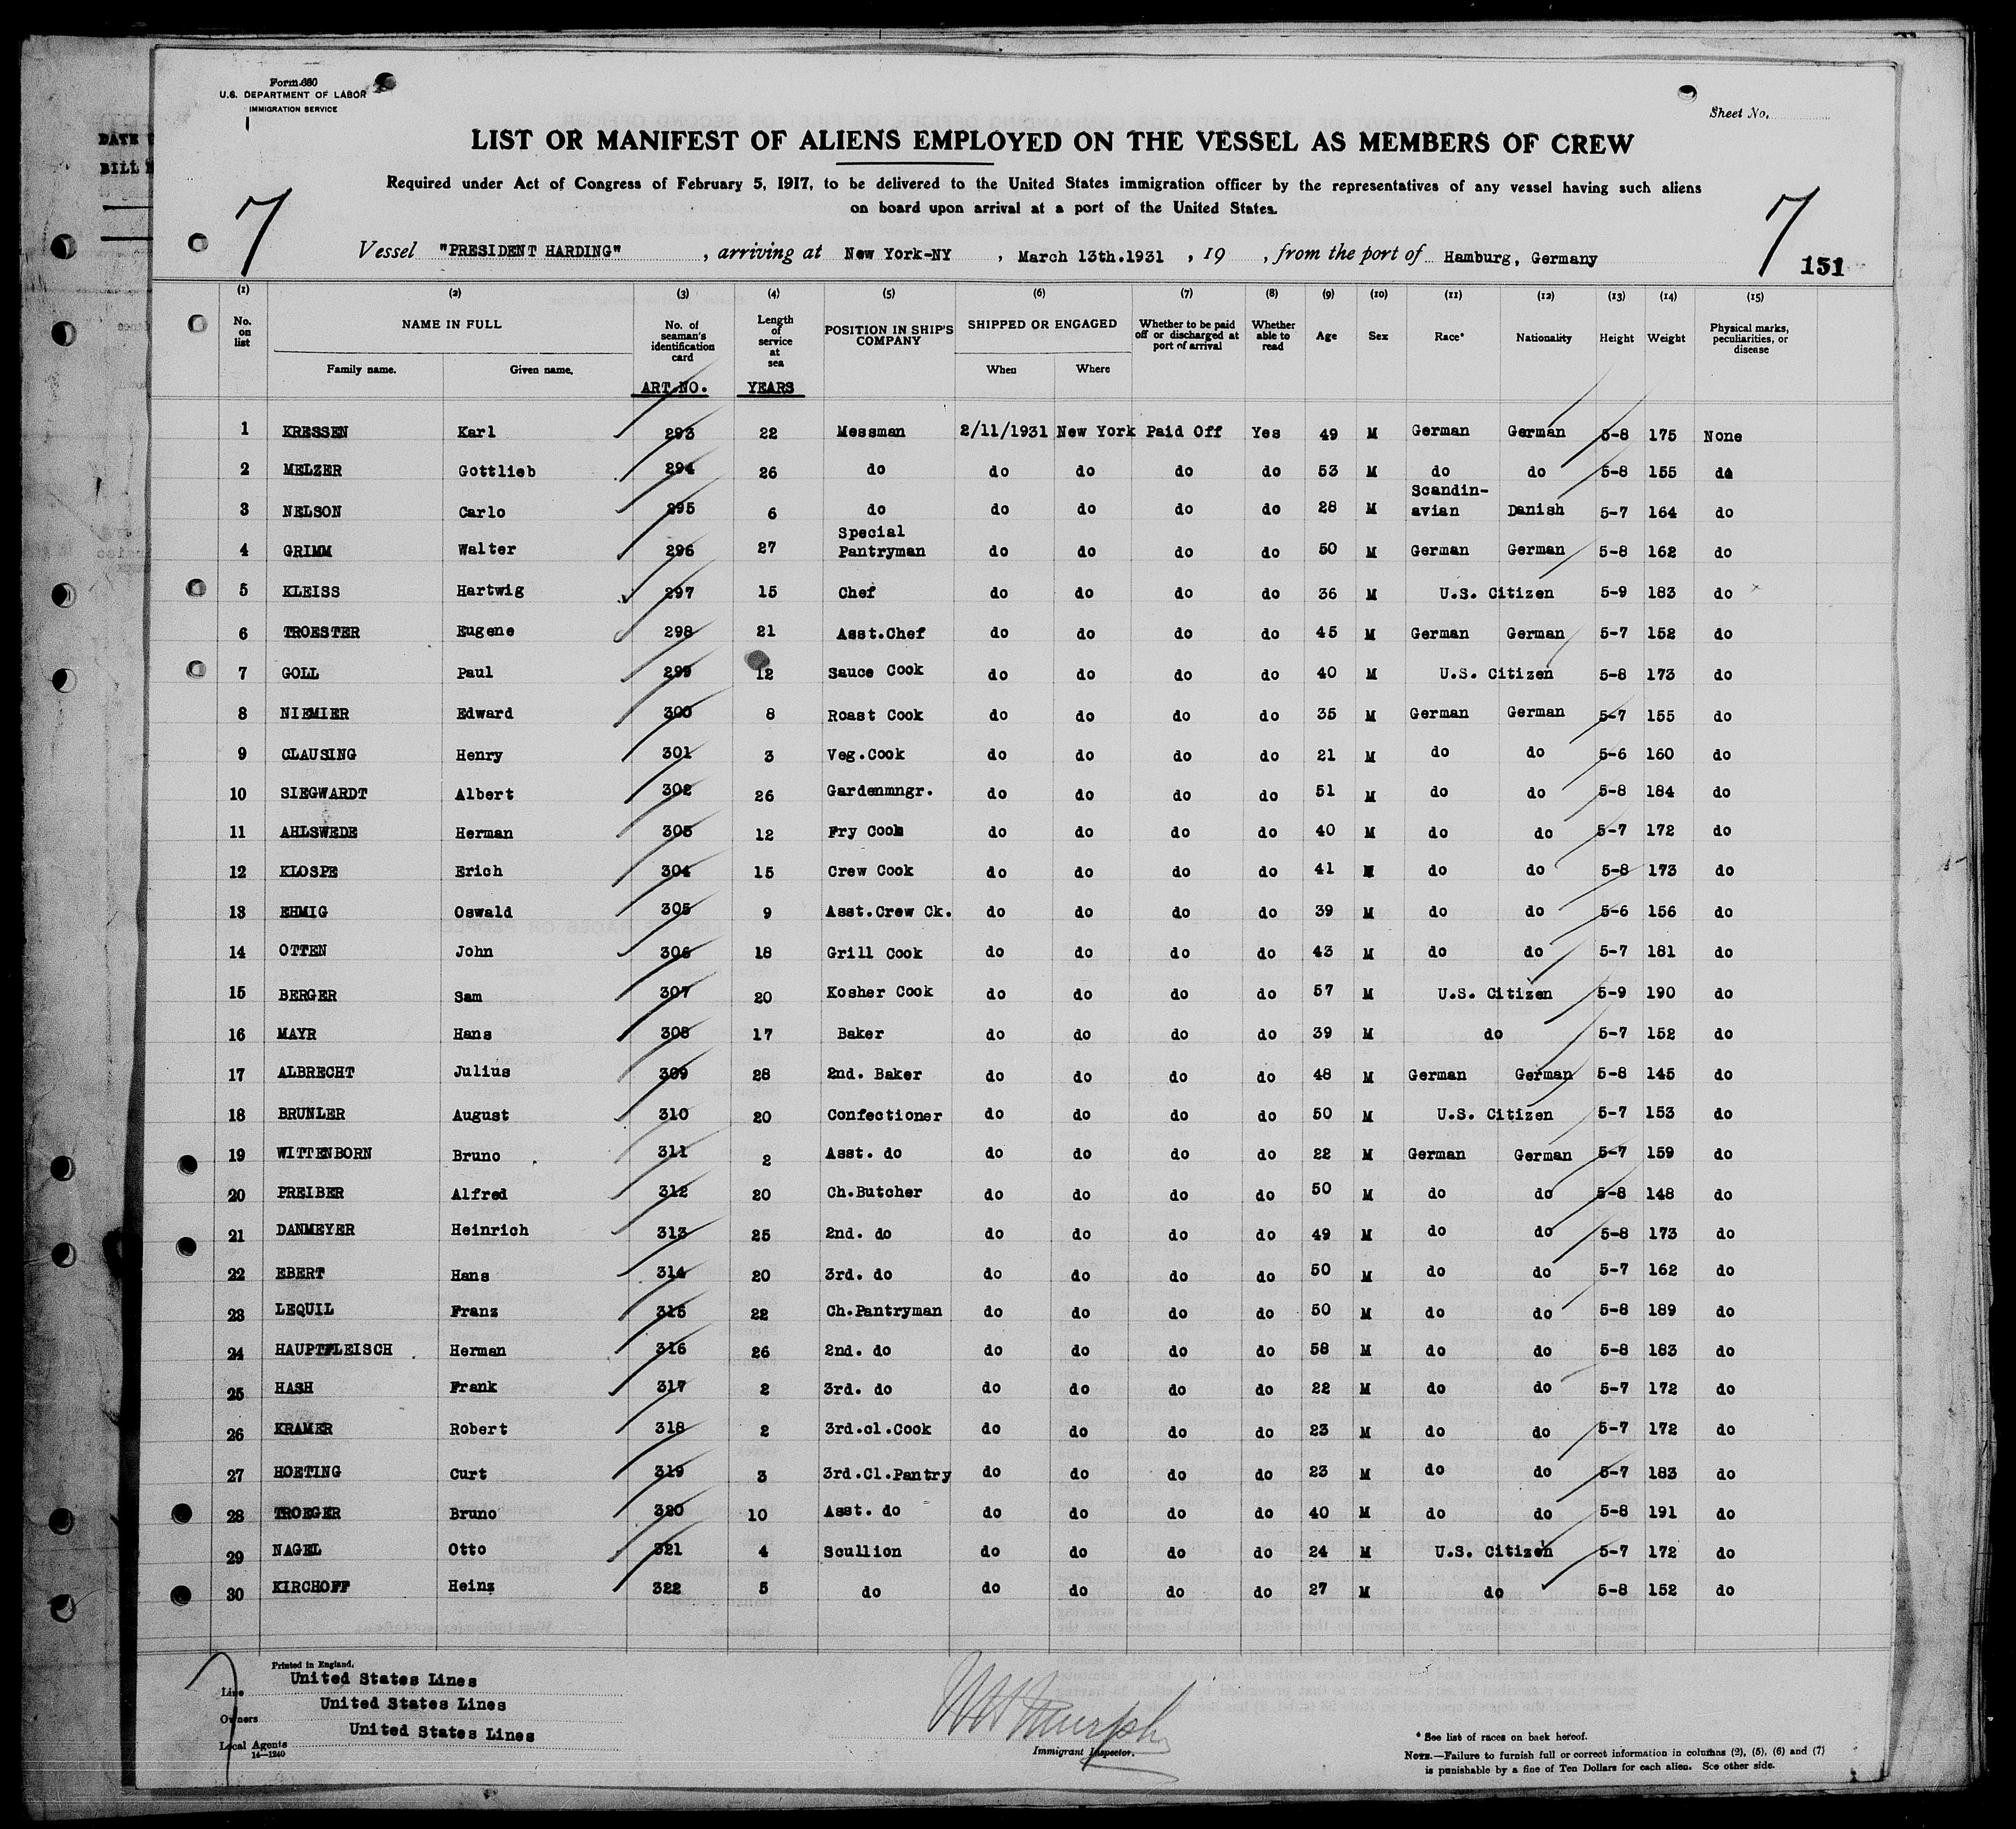 Form 680
U.S. DEPARTMENT OF LABOR
IMMIGRATION SERVICE
Sheet No.
DATE
BILL
LIST OR MANIFEST OF ALIENS EMPLOYED ON THE VESSEL AS MEMBERS OF CREW
Required under Act of Congress of February 5, 1917, to be delivered to the United States immigration officer by the representatives of any vessel having such aliens
on board upon arrival at a port of the United States.
7 7
Vessel "PRESIDENT HARDING" , arriving at New York-NY , March 13th.1931 , 19 , from the port of Hamburg, Germany 151
(1) (2) (3) (4) (5) (6) (7) (8) (9) (10) (11) (12) (13) (14) (15)
No. on list NAME IN FULL Family name. Given name. No. of seaman's identification card Length of service at sea POSITION IN SHIP'S COMPANY SHIPPED OR ENGAGED When Where Whether to be paid off or discharged at port of arrival Whether able to read Age Sex Race* Nationality Height Weight Physical marks, peculiarities, or disease
ART.NO. YEARS
1 KRESSEN Karl 293 22 Messman 2/11/1931 New York Paid Off Yes 49 M German German 5-8 175 None
2 MELZER Gottlieb 294 26 do do do do do 53 M do do 5-8 155 do
3 NELSON Carlo 295 6 do do do do do 28 M Scandin-avian Danish 5-7 164 do
4 GRIMM Walter 296 27 Special Pantryman do do do do 50 M German German 5-8 162 do
5 KLEISS Hartwig 297 15 Chef do do do do 36 M U.S. Citizen 5-9 183 do
6 TROESTER Eugene 298 21 Asst.Chef do do do do 45 M German German 5-7 152 do
7 GOLL Paul 299 12 Sauce Cook do do do do 40 M U.S. Citizen 5-8 173 do
8 NIEMIER Edward 300 8 Roast Cook do do do do 35 M German German 5-7 155 do
9 CLAUSING Henry 301 3 Veg.Cook do do do do 21 M do do 5-6 160 do
10 SIEGWARDT Albert 302 26 Gardenmngr. do do do do 51 M do do 5-8 184 do
11 AHLSWEDE Herman 303 12 Fry Cook do do do do 40 M do do 5-7 172 do
12 KLOSPE Erich 304 15 Crew Cook do do do do 41 M do do 5-8 173 do
13 EHMIG Oswald 305 9 Asst.Crew Ck. do do do do 39 M do do 5-6 156 do
14 OTTEN John 306 18 Grill Cook do do do do 43 M do do 5-7 181 do
15 BERGER Sam 307 20 Kosher Cook do do do do 57 M U.S. Citizen 5-9 190 do
16 MAYR Hans 308 17 Baker do do do do 39 M do 5-7 152 do
17 ALBRECHT Julius 309 28 2nd. Baker do do do do 48 M German German 5-8 145 do
18 BRUNLER August 310 20 Confectioner do do do do 50 M U.S. Citizen 5-7 153 do
19 WITTENBORN Bruno 311 2 Asst. do do do do do 22 M German German 5-7 159 do
20 PREIBER Alfred 312 20 Ch.Butcher do do do do 50 M do do 5-8 148 do
21 DANMEYER Heinrich 313 25 2nd. do do do do do 49 M do do 5-8 173 do
22 EBERT Hans 314 20 3rd. do do do do do 50 M do do 5-7 162 do
23 LEQUIL Franz 315 22 Ch.Pantryman do do do do 50 M do do 5-8 189 do
24 HAUPTFLEISCH Herman 316 26 2nd. do do do do do 58 M do do 5-8 183 do
25 HASH Frank 317 2 3rd. do do do do do 22 M do do 5-7 172 do
26 KRAMER Robert 318 2 3rd.cl.Cook do do do do 23 M do do 5-7 172 do
27 HOETING Curt 319 3 3rd.Cl.Pantry do do do do 23 M do do 5-7 183 do
28 TROEGER Bruno 320 10 Asst. do do do do do 40 M do do 5-8 191 do
29 NAGEL Otto 321 4 Scullion do do do do 24 M U.S. Citizen 5-7 172 do
30 KIRCHOFF Heinz 322 5 do do do do do 27 M do 5-8 152 do
Printed in England.
Line United States Lines
Owners United States Lines
Local Agents United States Lines
14—1240
Immigrant Inspector.
* See list of races on back hereof.
NOTE.—Failure to furnish full or correct information in columns (2), (5), (6) and (7)
is punishable by a fine of Ten Dollars for each alien. See other side.